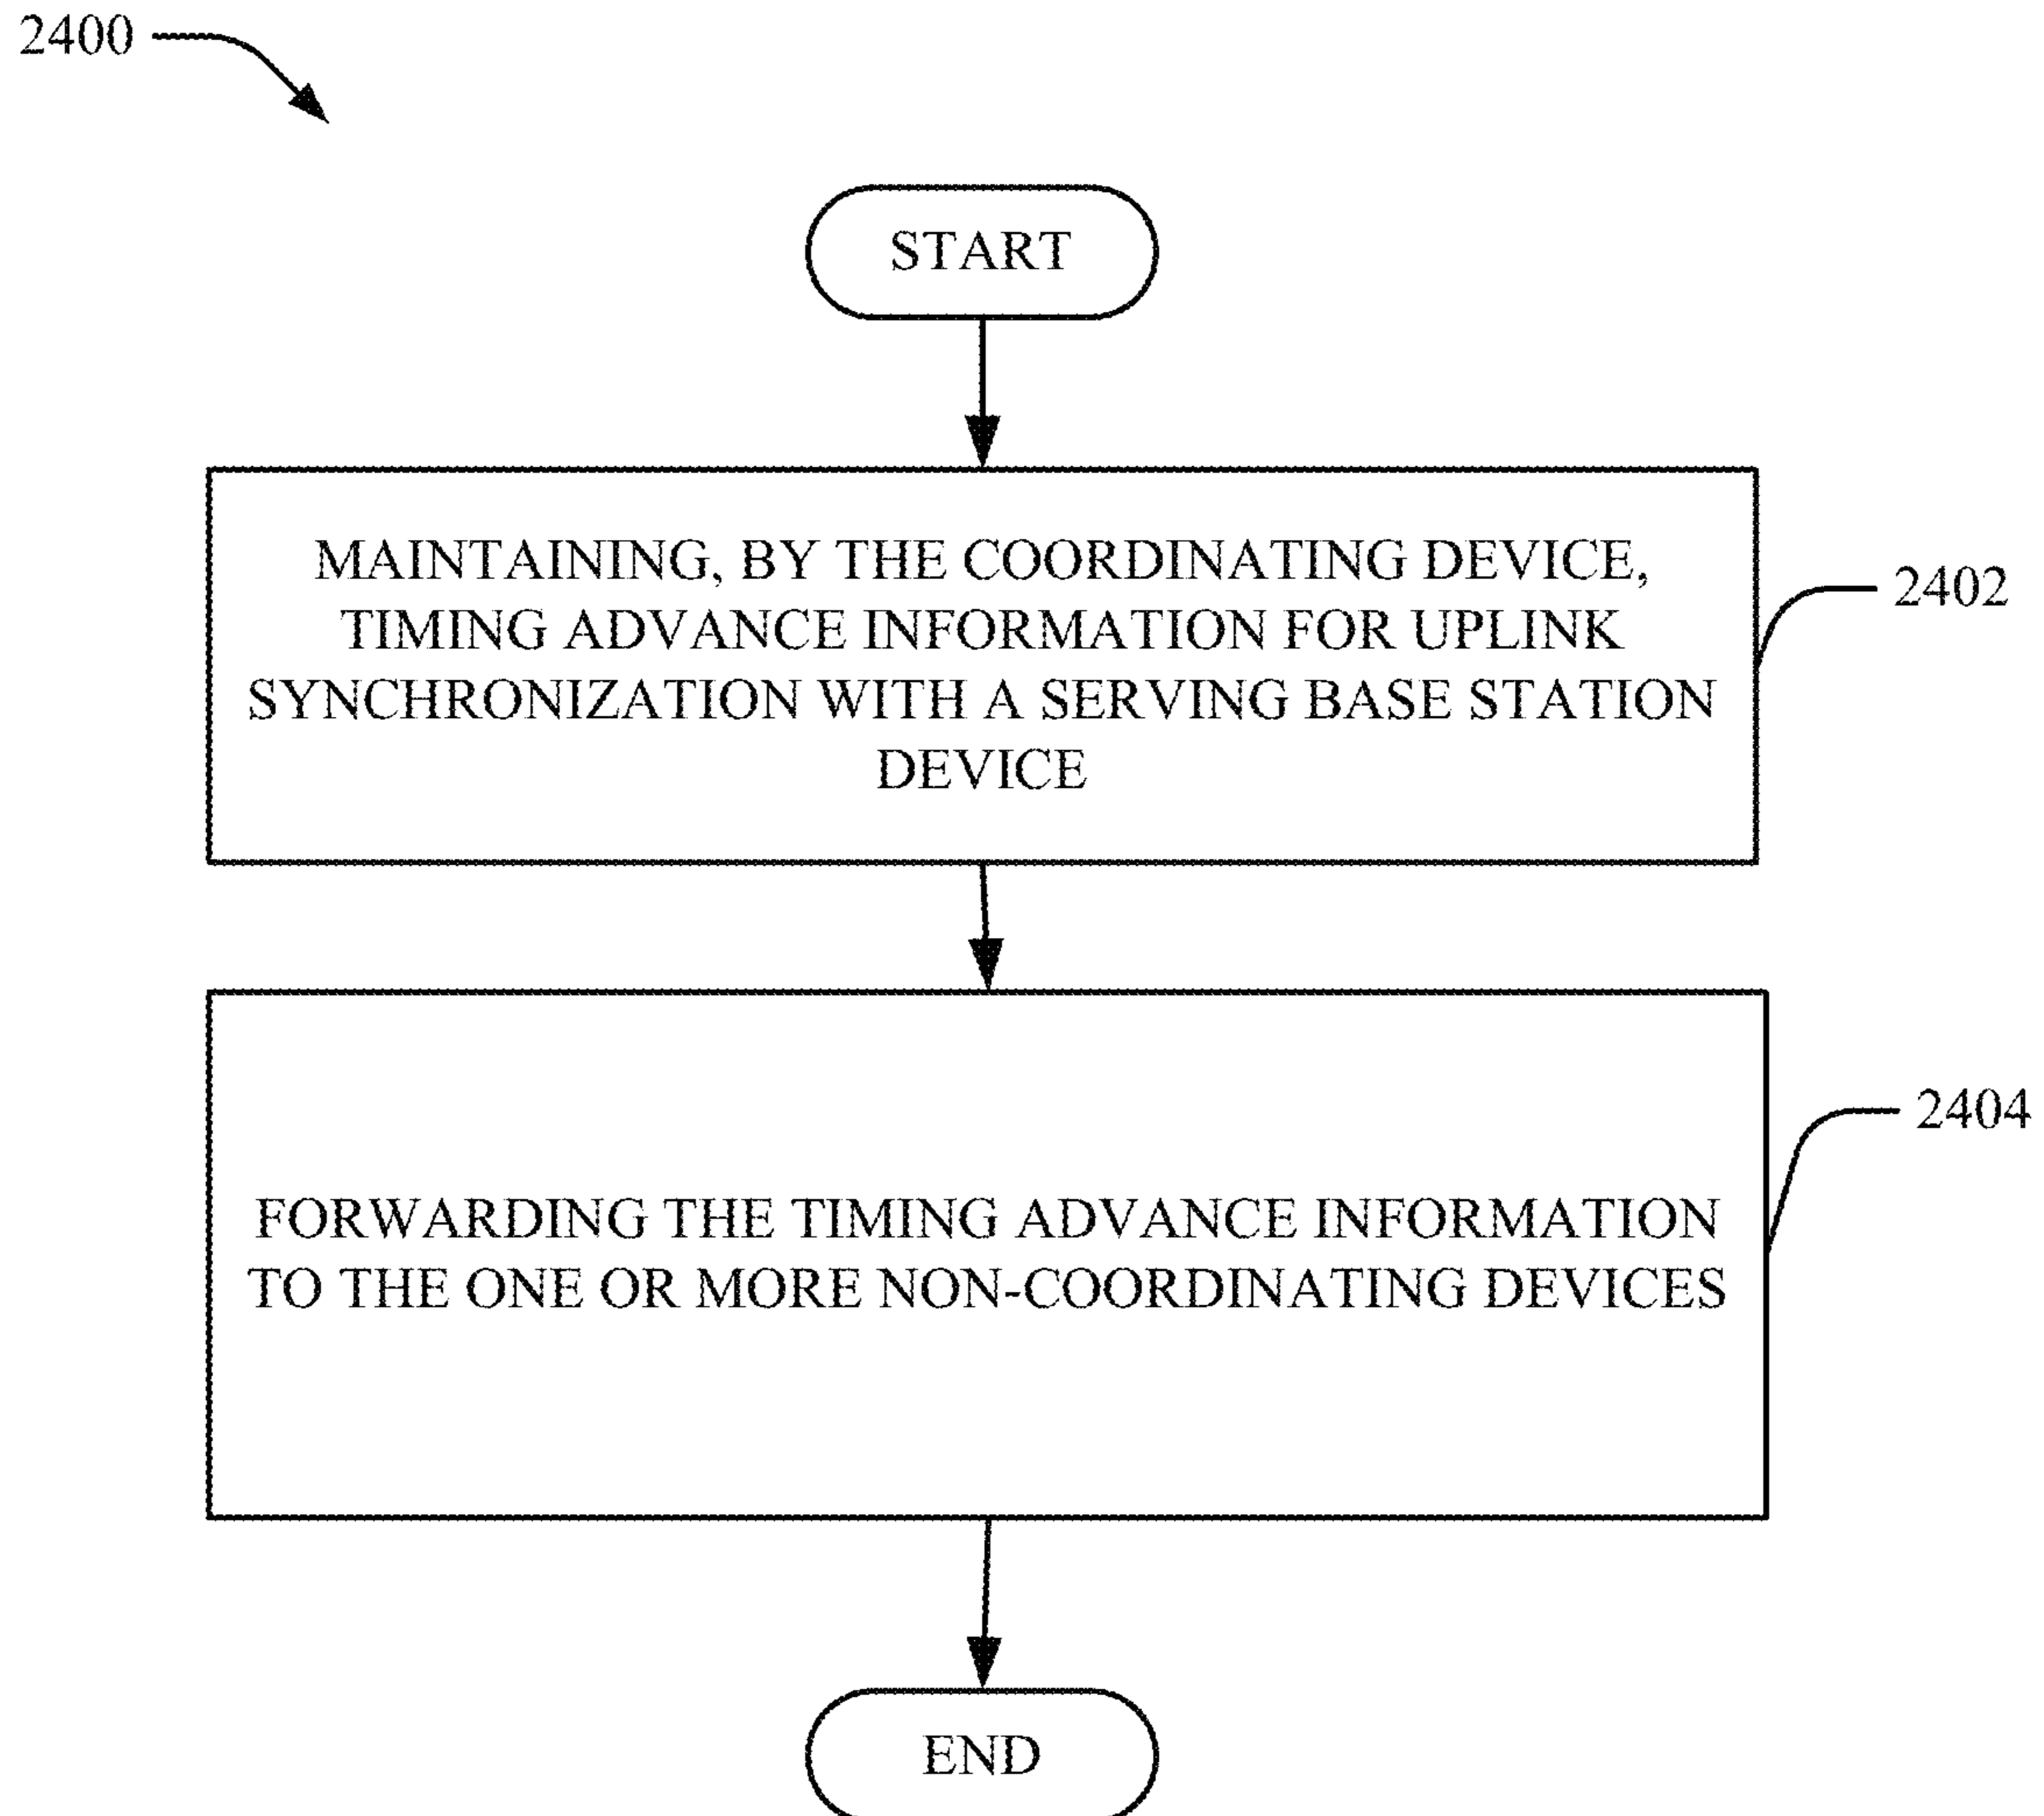 2400
START
MAINTAINING, BY THE COORDINATING DEVICE,
TIMING ADVANCE INFORMATION FOR UPLINK
SYNCHRONIZATION WITH A SERVING BASE STATION
DEVICE
2402
FORWARDING THE TIMING ADVANCE INFORMATION
TO THE ONE OR MORE NON-COORDINATING DEVICES
2404
END